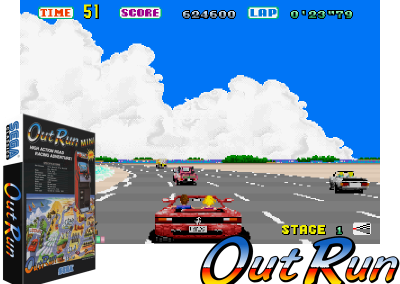 TIME 51 SCORE 624600 LAP 0'23"79
OutRun MINI
HIGH ACTION ROAD
RACING ADVENTURE!
SEGA
OutRun
SEGA
STAGE 1
OutRun